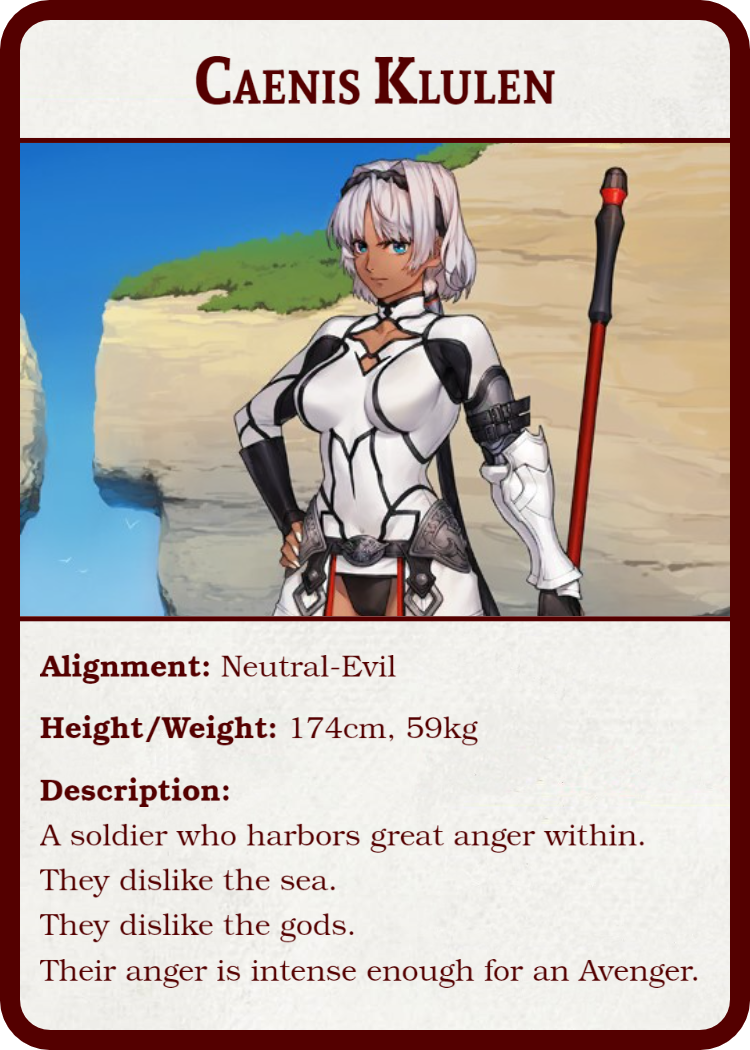 Caenis Klulen
Alignment: Neutral-Evil
Height/Weight: 174cm, 59kg
Description:
A soldier who harbors great anger within.
They dislike the sea.
They dislike the gods.
Their anger is intense enough for an Avenger.